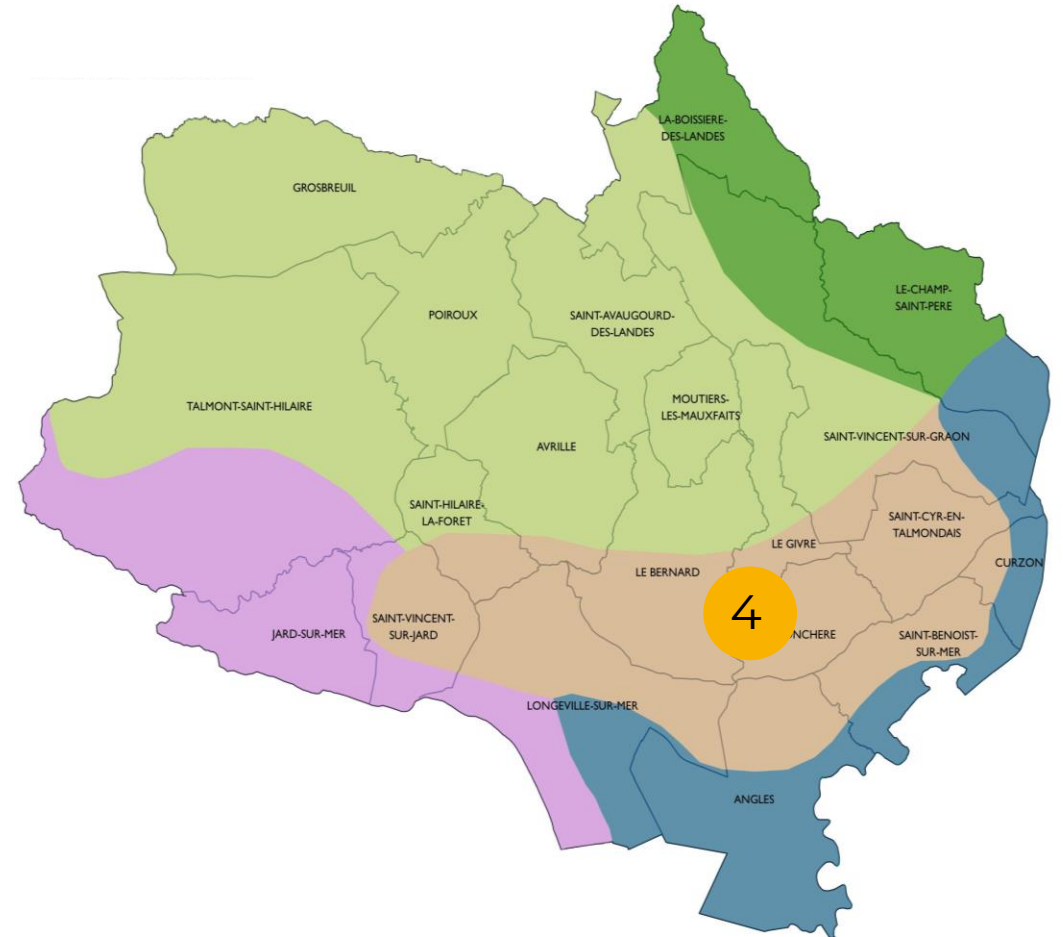 LA-BOISSIERE-
DES-LANDES
GROSBREUIL
LE-CHAMP-
SAINT-PERE
POIROUX
SAINT-AVAUGOURD-
DES-LANDES
TALMONT-SAINT-HILAIRE
MOUTIERS-
LES-MAUXFAITS
SAINT-VINCENT-SUR-GRAON
AVRILLE
SAINT-HILAIRE-
LA-FORET
SAINT-CYR-EN-
TALMONDAIS
LE GIVRE
CURZON
LE BERNARD
4
SAINT-VINCENT-
SUR-JARD
JARD-SUR-MER
NCHERE
SAINT-BENOIST-
SUR-MER
LONGEVILLE-SUR-MER
ANGLES